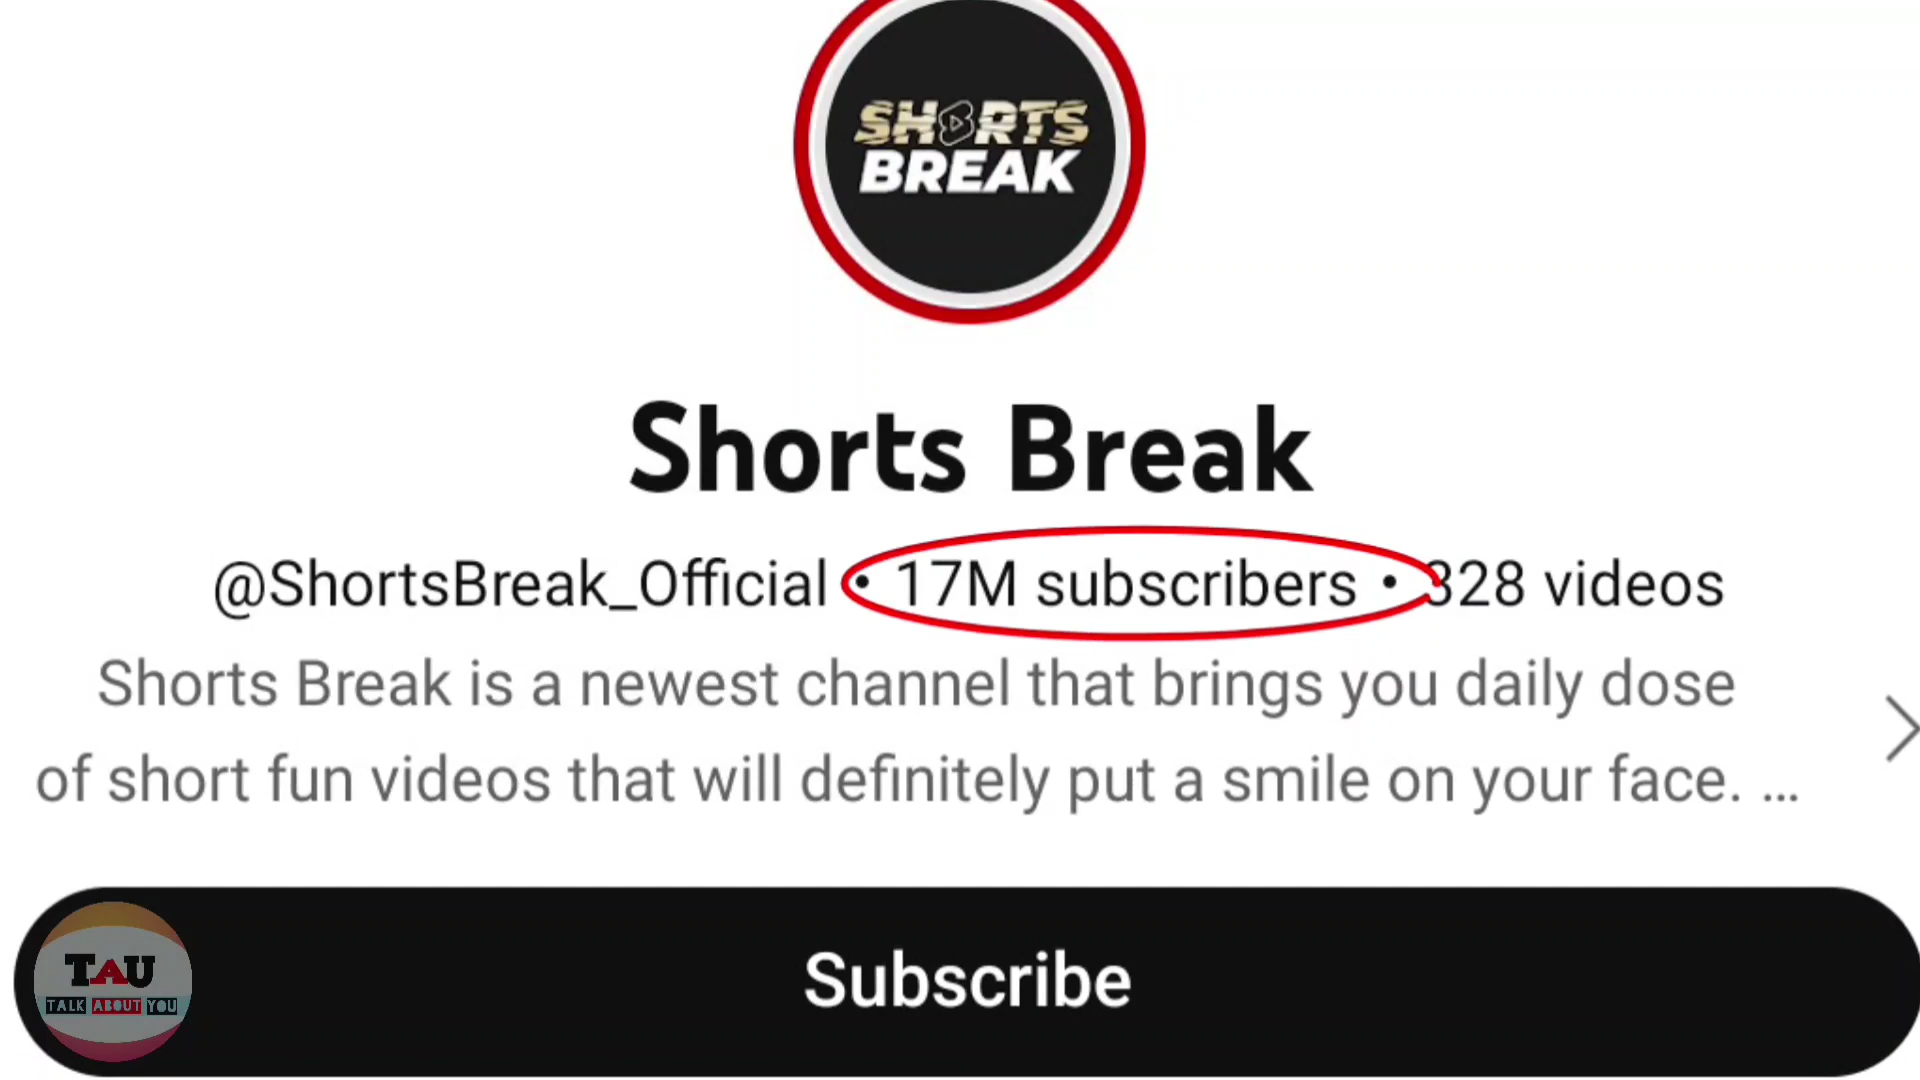 SHORTS
BREAK
Shorts Break
@ShortsBreak_Official • 17M subscribers • 328 videos
Shorts Break is a newest channel that brings you daily dose
of short fun videos that will definitely put a smile on your face. ...
Subscribe
TAU
TALK ABOUT YOU